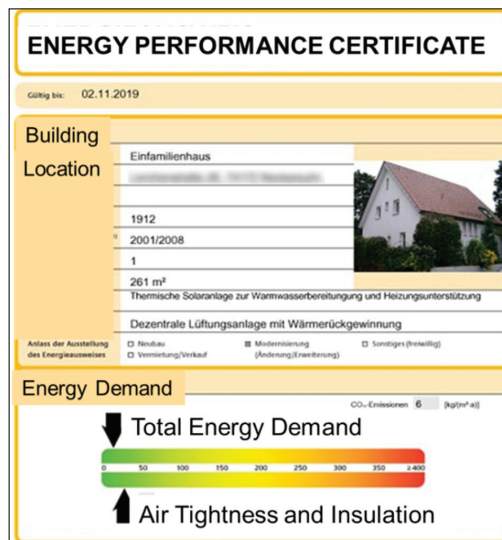 ENERGY PERFORMANCE CERTIFICATE
Gültig bis: 02.11.2019
Building
Location
Einfamilienhaus
1912
2001/2008
1
261 m²
Thermische Solaranlage zur Warmwasserbereitungung und Heizungsunterstützung
Dezentrale Lüftungsanlage mit Wärmerückgewinnung
Anlass der Ausstellung des Energieausweises
Neubau
Vermietung/Verkauf
Modernisierung (Änderung/Erweiterung)
Sonstiges (freiwillig)
Energy Demand
CO₂-Emissionen 6 [kg/(m²·a)]
Total Energy Demand
0 50 100 150 200 250 300 350 ≥400
Air Tightness and Insulation